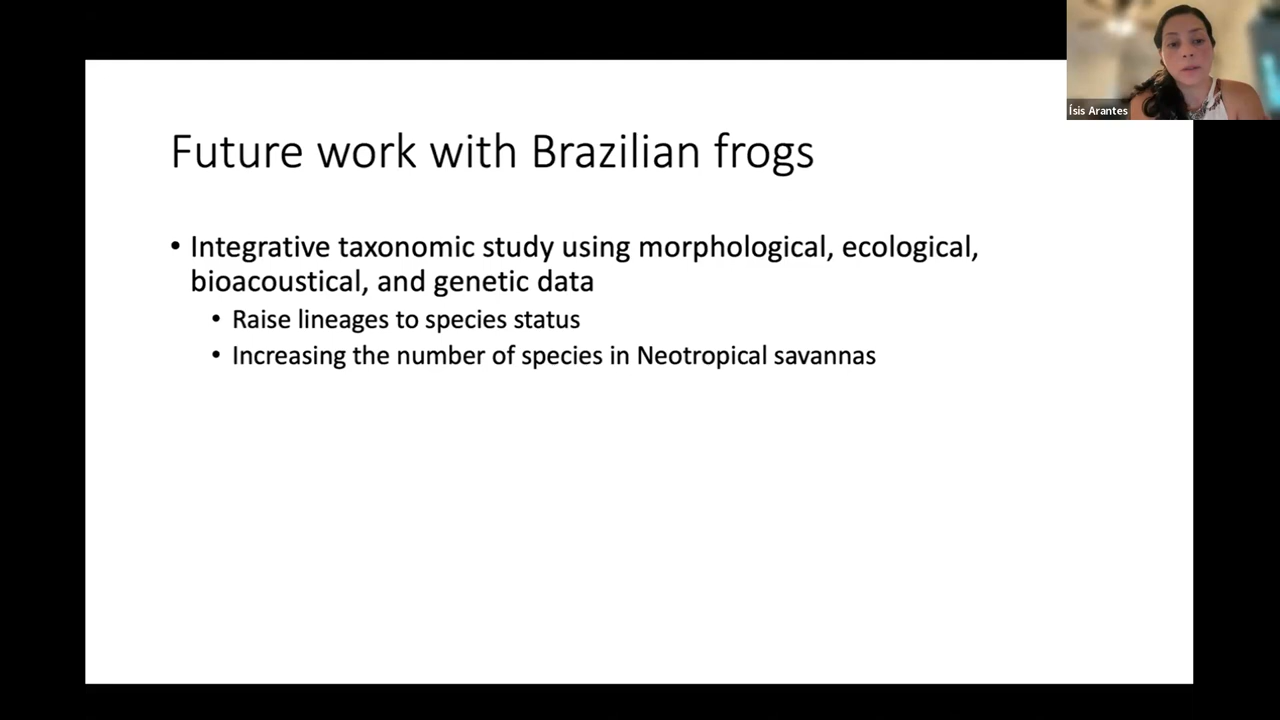 Ísis Arantes
Future work with Brazilian frogs
• Integrative taxonomic study using morphological, ecological,
bioacoustical, and genetic data
• Raise lineages to species status
• Increasing the number of species in Neotropical savannas